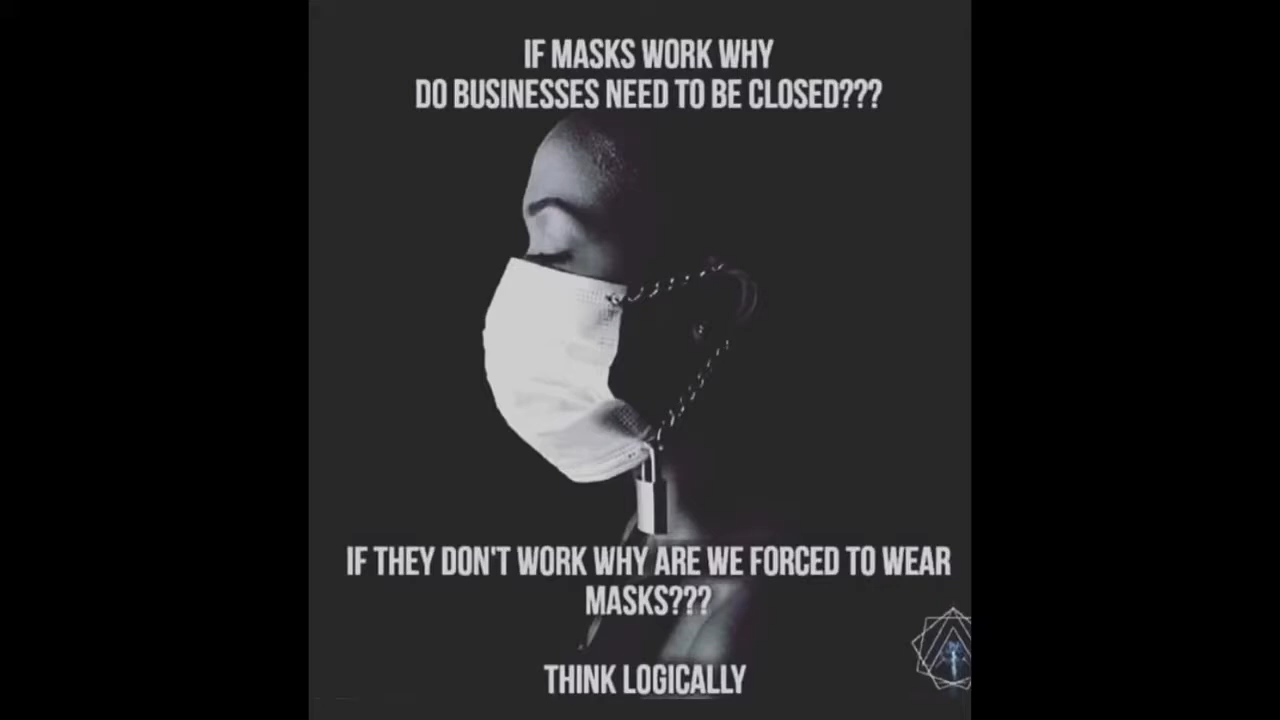 IF MASKS WORK WHY
DO BUSINESSES NEED TO BE CLOSED???
IF THEY DON'T WORK WHY ARE WE FORCED TO WEAR
MASKS???
THINK LOGICALLY